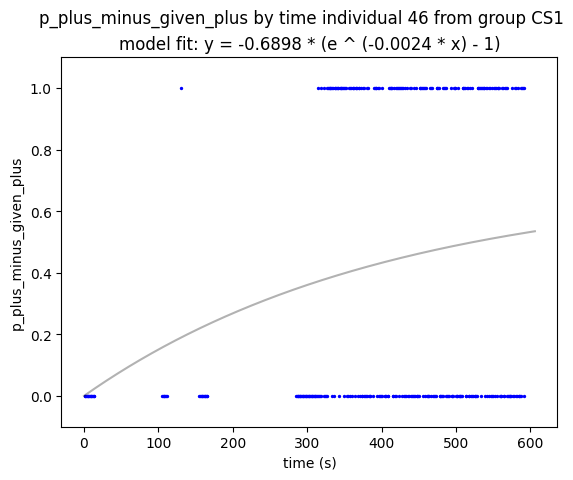 p_plus_minus_given_plus by time individual 46 from group CS1
model fit: y = -0.6898 * (e ^ (-0.0024 * x) - 1)
1.0
0.8
0.6
0.4
0.2
0.0
p_plus_minus_given_plus
0 100 200 300 400 500 600
time (s)